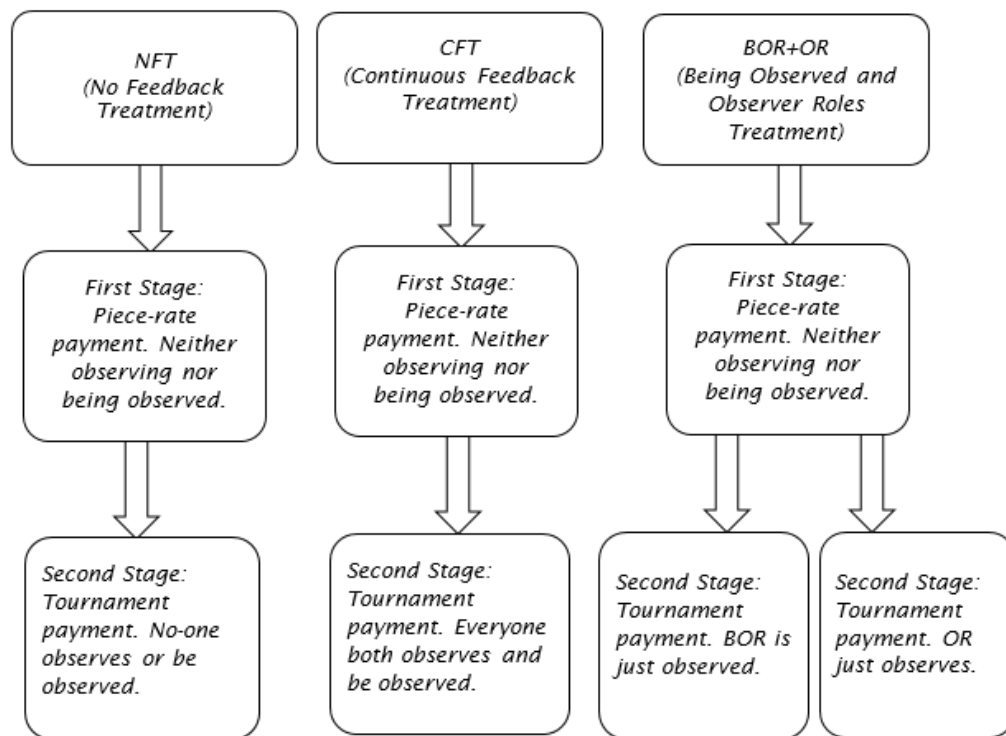 NFT
(No Feedback
Treatment)
CFT
(Continuous Feedback
Treatment)
BOR+OR
(Being Observed and
Observer Roles
Treatment)
First Stage:
Piece-rate
payment. Neither
observing nor
being observed.
First Stage:
Piece-rate
payment. Neither
observing nor
being observed.
First Stage:
Piece-rate
payment. Neither
observing nor
being observed.
Second Stage:
Tournament
payment. No-one
observes or be
observed.
Second Stage:
Tournament
payment. Everyone
both observes and
be observed.
Second Stage:
Tournament
payment. BOR is
just observed.
Second Stage:
Tournament
payment. OR
just observes.